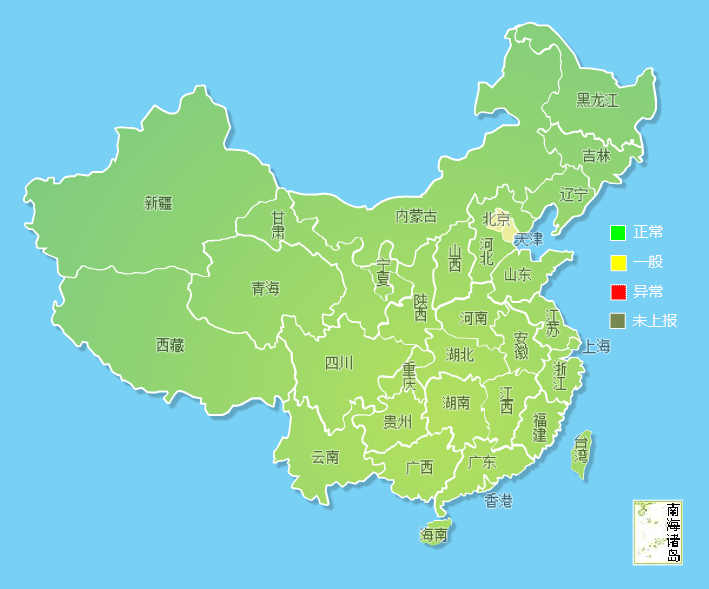 黑龙江
吉林
辽宁
新疆
甘肃
内蒙古
北京
天津
正常
河北
山西
宁夏
一般
山东
青海
异常
陕西
河南
江苏
未上报
西藏
四川
湖北
安徽
上海
重庆
浙江
湖南
江西
贵州
福建
台湾
云南
广西
广东
香港
南海诸岛
海南